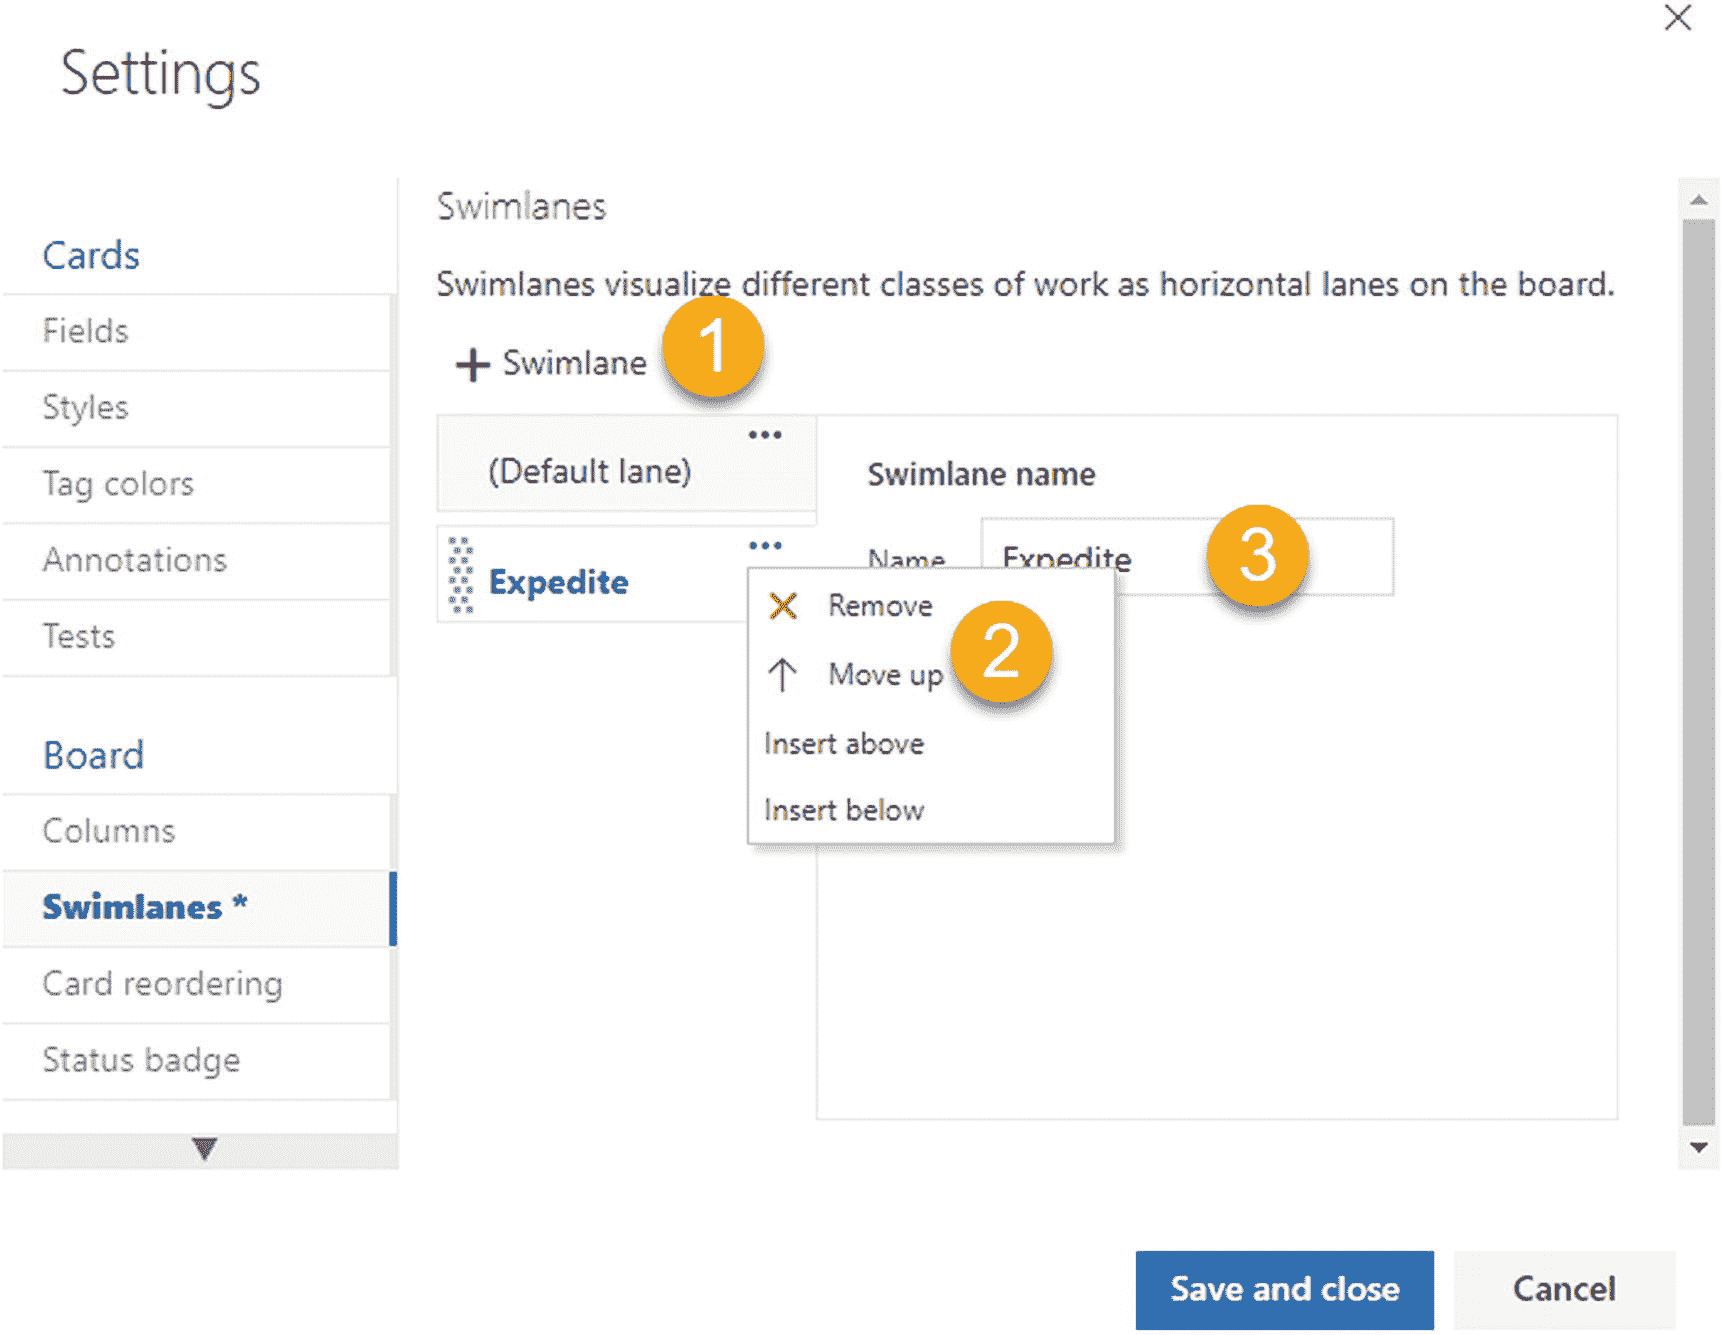 Settings
Cards
Fields
Styles
Tag colors
Annotations
Tests
Board
Columns
Swimlanes *
Card reordering
Status badge
Swimlanes
Swimlanes visualize different classes of work as horizontal lanes on the board.
+ Swimlane
1
(Default lane)
Expedite
Swimlane name
Name
Expedite
3
Remove
Move up
2
Insert above
Insert below
Save and close
Cancel